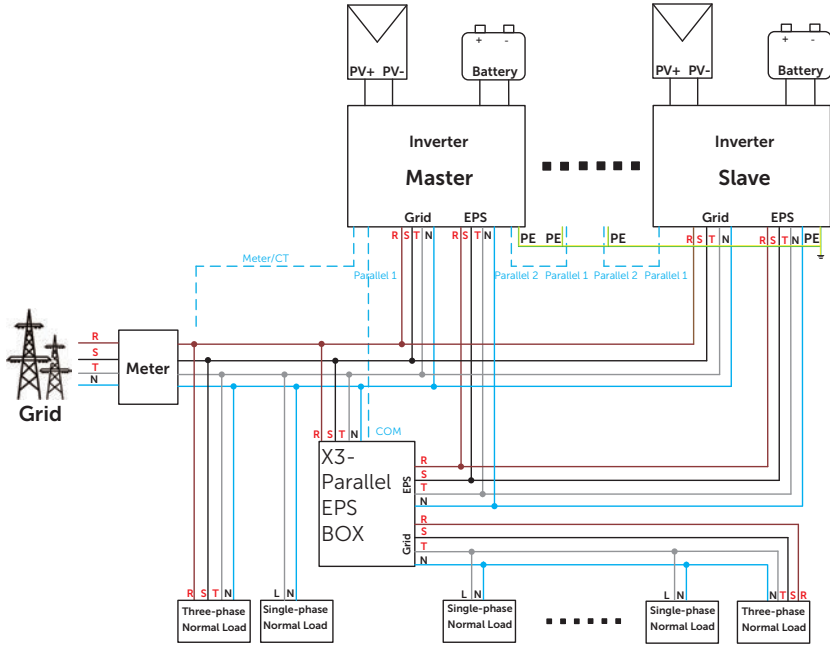 PV+ PV-
+ -
Battery
PV+ PV-
+ -
Battery
Inverter
Master
Grid EPS
Inverter
Slave
Grid EPS
R S T N R S T N PE PE PE R S T N R S T N PE
Meter/CT
Parallel 1
Parallel 2 Parallel 1
Parallel 2 Parallel 1
R
S
T
N
Grid
Meter
R S T N
COM
X3-
Parallel
EPS
BOX
EPS
R
S
T
N
Grid
R
S
T
N
R S T N
Three-phase
Normal Load
L N
Single-phase
Normal Load
L N
Single-phase
Normal Load
L N
Single-phase
Normal Load
N T S R
Three-phase
Normal Load